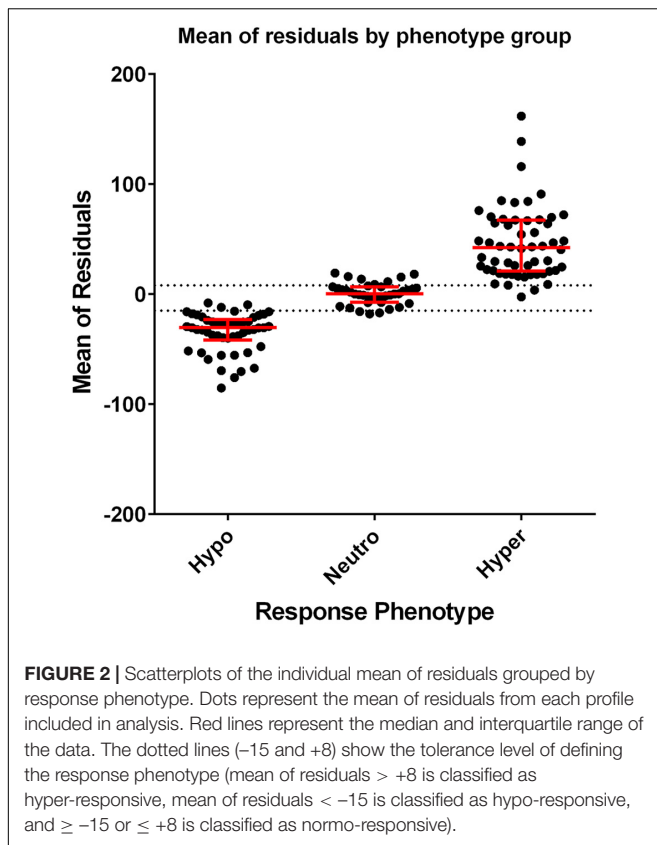 Mean of residuals by phenotype group
Mean of Residuals
200
100
0
-100
-200
Hypo
Neutro
Hyper
Response Phenotype
FIGURE 2 | Scatterplots of the individual mean of residuals grouped by
response phenotype. Dots represent the mean of residuals from each profile
included in analysis. Red lines represent the median and interquartile range of
the data. The dotted lines (–15 and +8) show the tolerance level of defining
the response phenotype (mean of residuals > +8 is classified as
hyper-responsive, mean of residuals < –15 is classified as hypo-responsive,
and ≥ –15 or ≤ +8 is classified as normo-responsive).